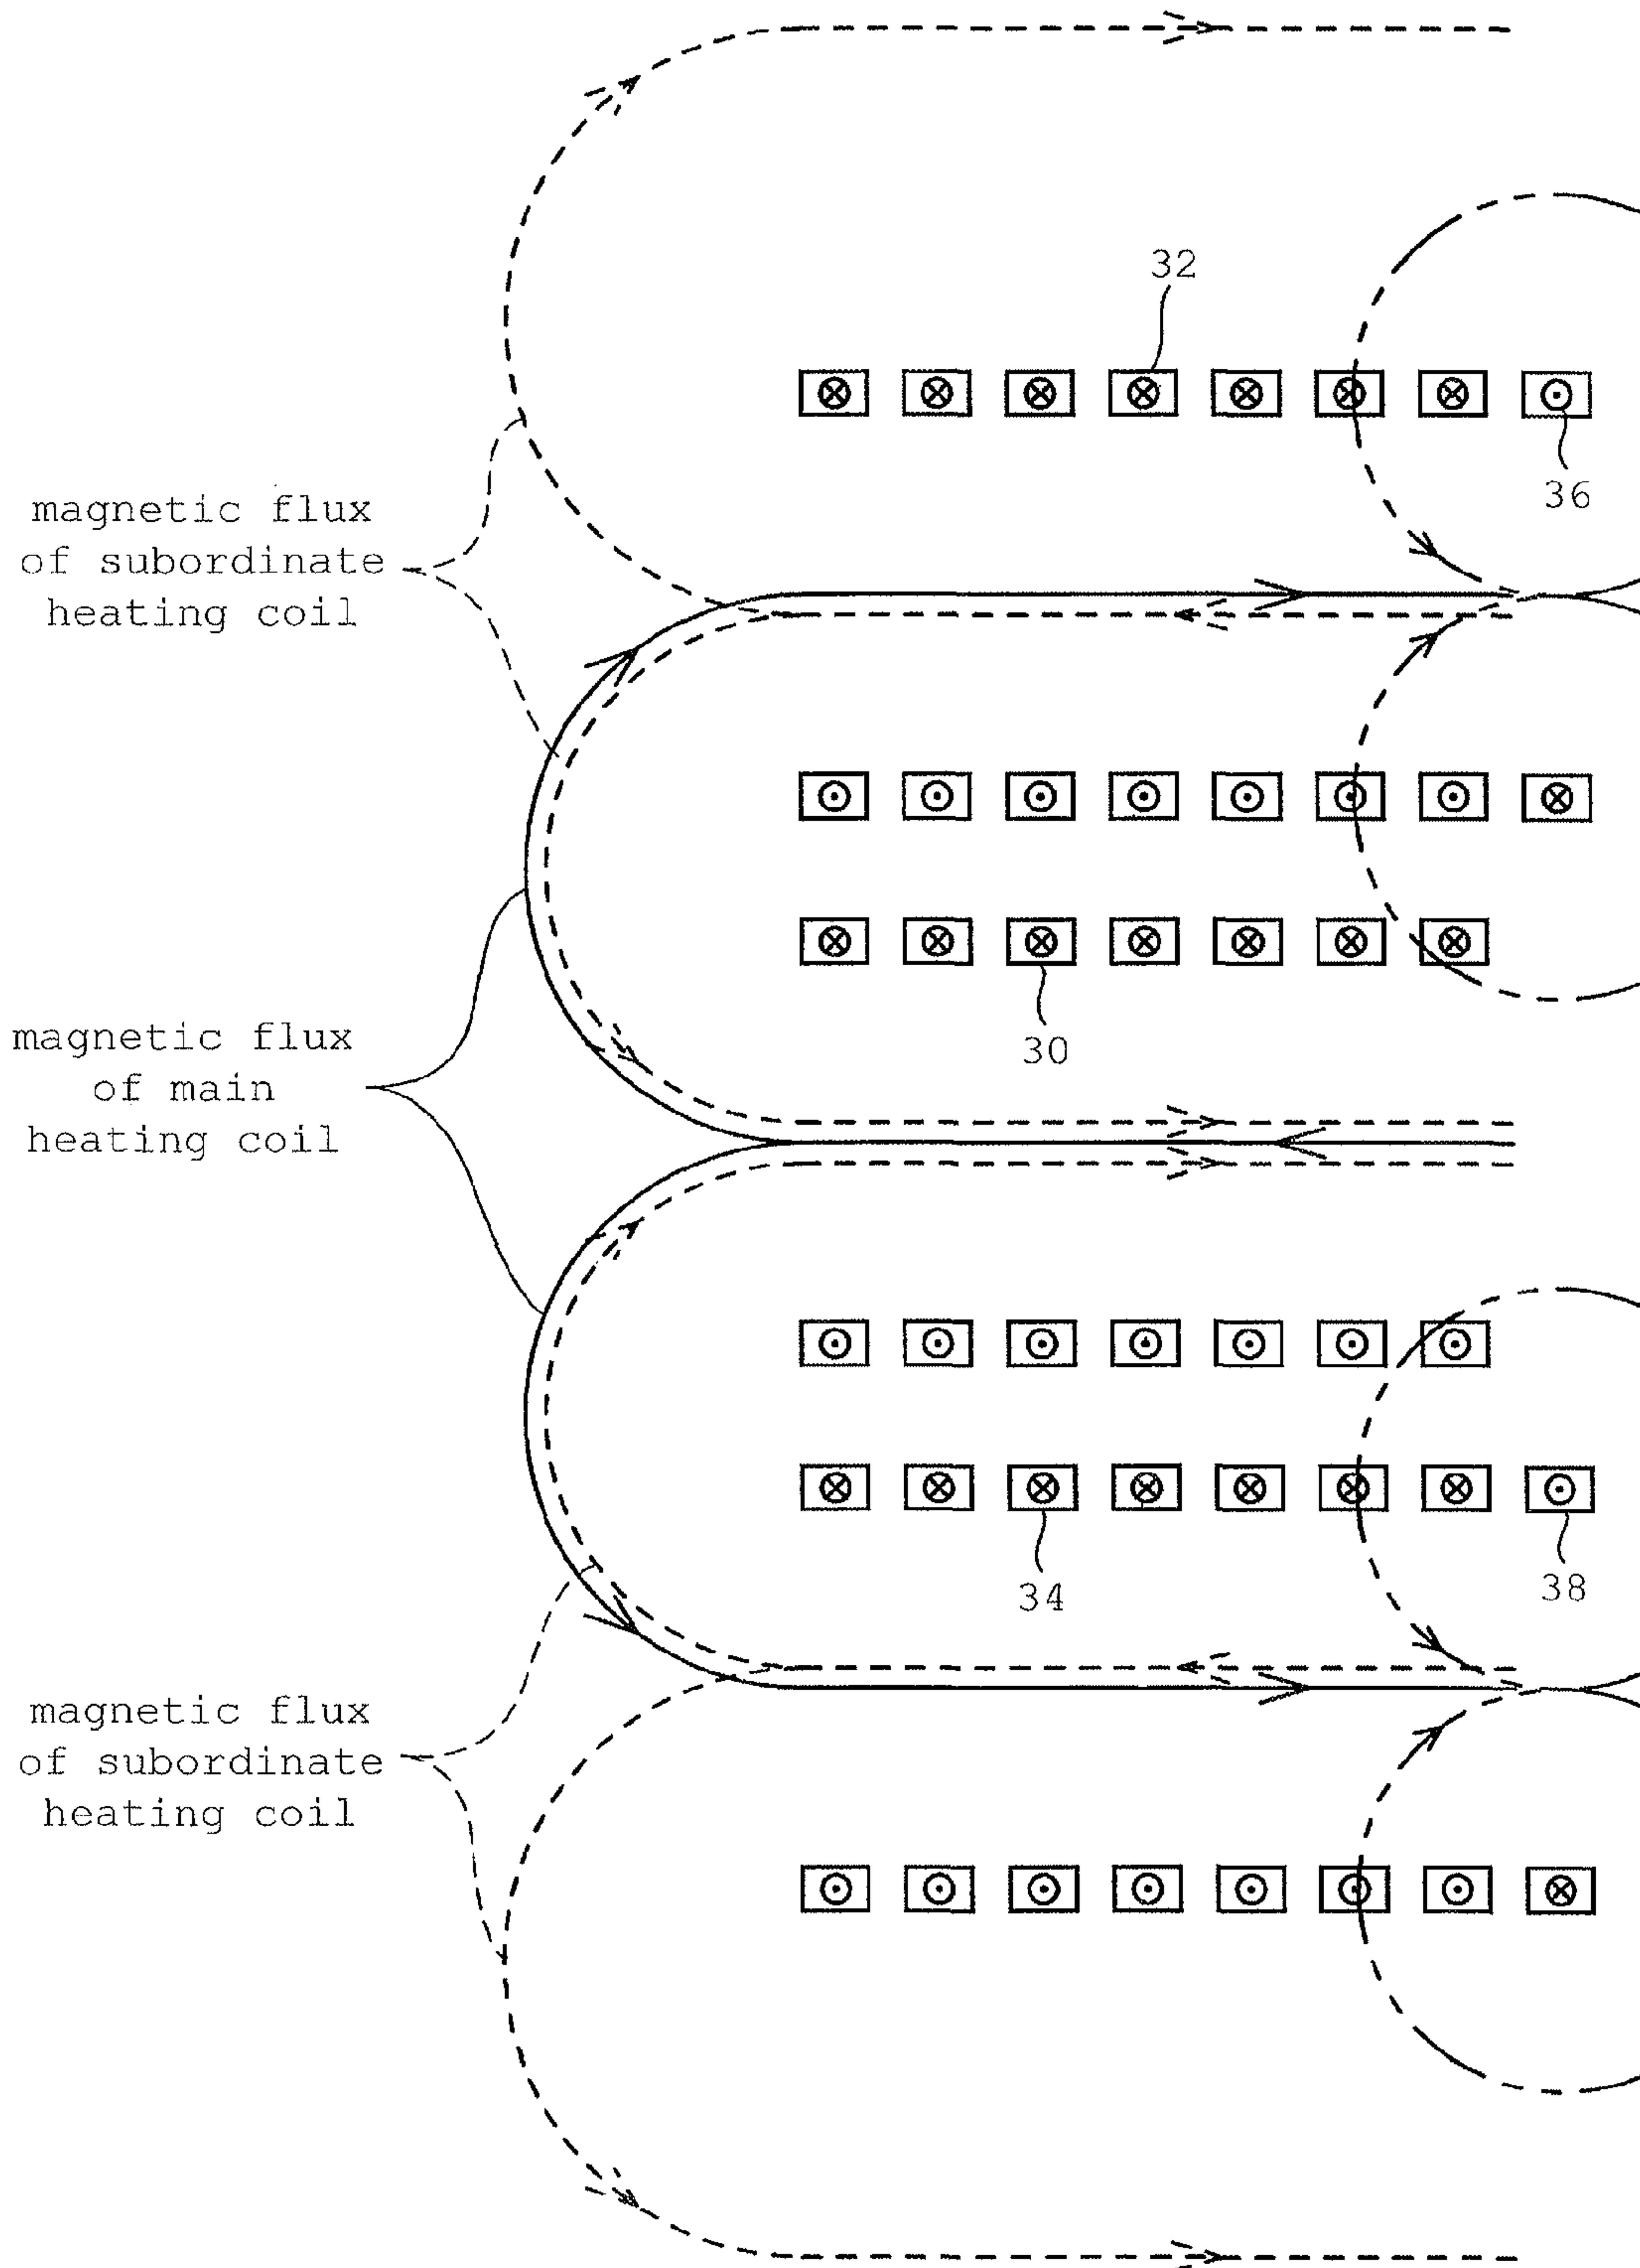 32
36
magnetic flux
of subordinate
heating coil
30
magnetic flux
of main
heating coil
34
38
magnetic flux
of subordinate
heating coil